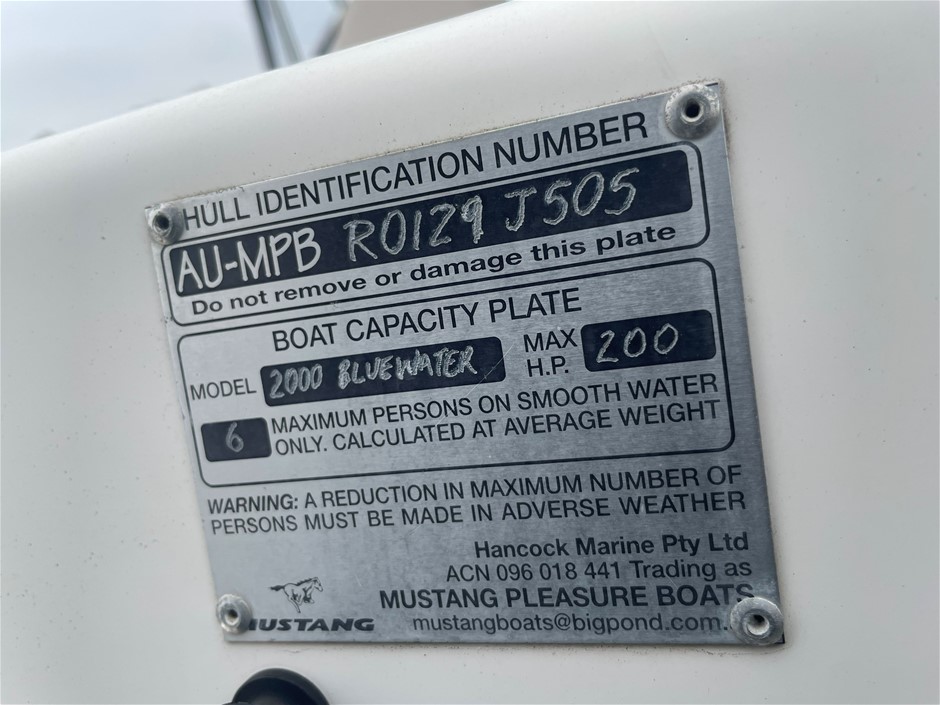 HULL IDENTIFICATION NUMBER
AU-MPB R0129 J505
Do not remove or damage this plate
BOAT CAPACITY PLATE
MODEL 2000 BLUEWATER MAX H.P. 200
6 MAXIMUM PERSONS ON SMOOTH WATER
ONLY. CALCULATED AT AVERAGE WEIGHT
WARNING: A REDUCTION IN MAXIMUM NUMBER OF
PERSONS MUST BE MADE IN ADVERSE WEATHER
Hancock Marine Pty Ltd
ACN 096 018 441 Trading as
MUSTANG PLEASURE BOATS
MUSTANG mustangboats@bigpond.com.